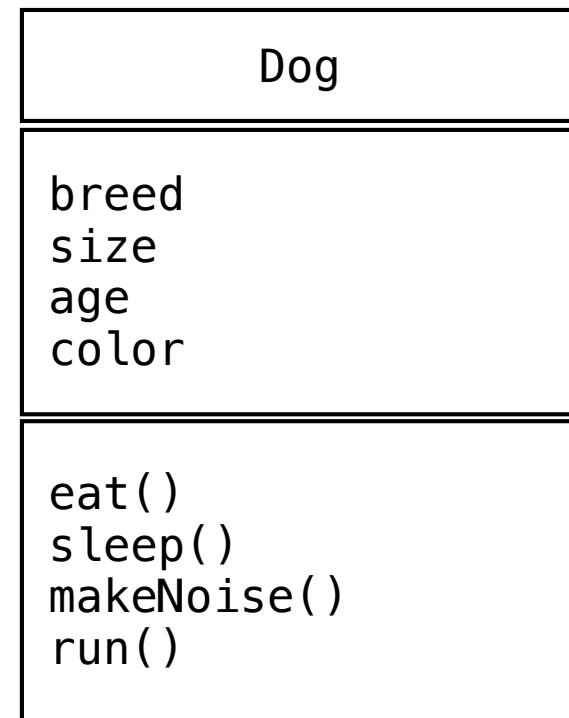 Dog
breed
size
age
color
eat()
sleep()
makeNoise()
run()